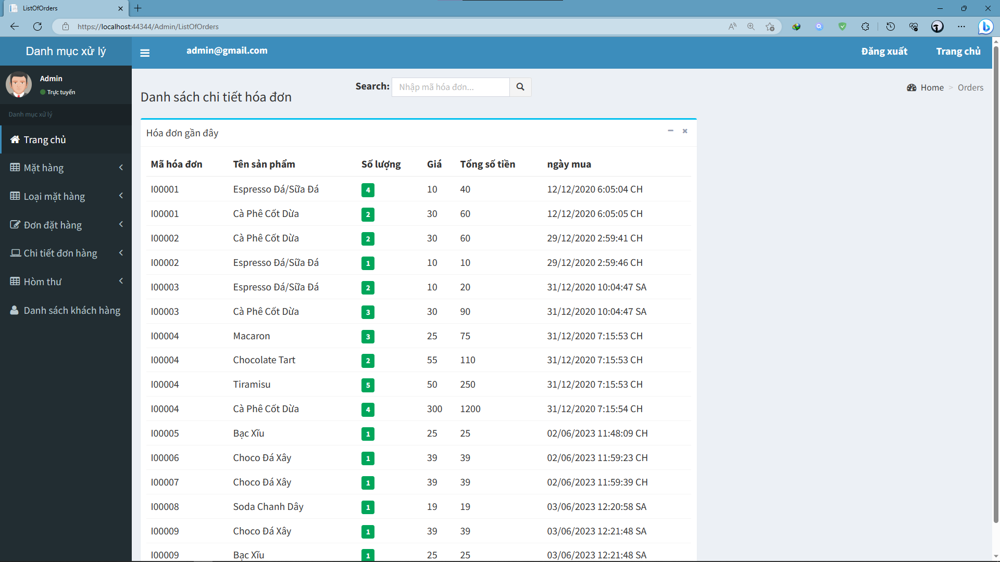 ListOfOrders
https://localhost:44344/Admin/ListOfOrders
Danh mục xử lý
admin@gmail.com
Đăng xuất
Trang chủ
Admin
Trực tuyến
Danh mục xử lý
Trang chủ
Mặt hàng
Loại mặt hàng
Đơn đặt hàng
Chi tiết đơn hàng
Hòm thư
Danh sách khách hàng
Danh sách chi tiết hóa đơn
Search: Nhập mã hóa đơn...
Home > Orders
Hóa đơn gần đây
Mã hóa đơn Tên sản phẩm Số lượng Giá Tổng số tiền ngày mua
I00001 Espresso Đá/Sữa Đá 4 10 40 12/12/2020 6:05:04 CH
I00001 Cà Phê Cốt Dừa 2 30 60 12/12/2020 6:05:05 CH
I00002 Cà Phê Cốt Dừa 2 30 60 29/12/2020 2:59:41 CH
I00002 Espresso Đá/Sữa Đá 1 10 10 29/12/2020 2:59:46 CH
I00003 Espresso Đá/Sữa Đá 2 10 20 31/12/2020 10:04:47 SA
I00003 Cà Phê Cốt Dừa 3 30 90 31/12/2020 10:04:47 SA
I00004 Macaron 3 25 75 31/12/2020 7:15:53 CH
I00004 Chocolate Tart 2 55 110 31/12/2020 7:15:53 CH
I00004 Tiramisu 5 50 250 31/12/2020 7:15:53 CH
I00004 Cà Phê Cốt Dừa 4 300 1200 31/12/2020 7:15:54 CH
I00005 Bạc Xĩu 1 25 25 02/06/2023 11:48:09 CH
I00006 Choco Đá Xây 1 39 39 02/06/2023 11:59:23 CH
I00007 Choco Đá Xây 1 39 39 02/06/2023 11:59:39 CH
I00008 Soda Chanh Dây 1 19 19 03/06/2023 12:20:58 SA
I00009 Choco Đá Xây 1 39 39 03/06/2023 12:21:48 SA
I00009 Bạc Xĩu 1 25 25 03/06/2023 12:21:48 SA